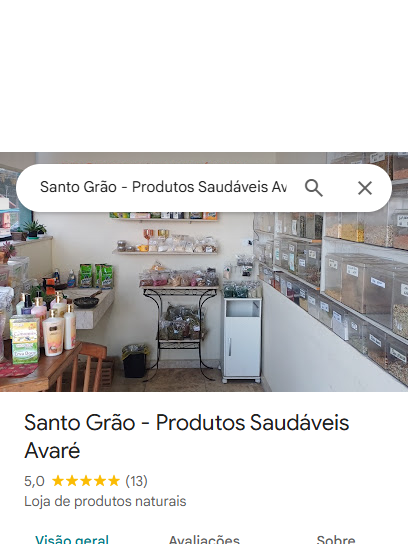 Santo Grão - Produtos Saudáveis Av
Santo Grão - Produtos Saudáveis
Avaré
5,0 ★★★★★ (13)
Loja de produtos naturais
Visão geral
Avaliações
Sobre